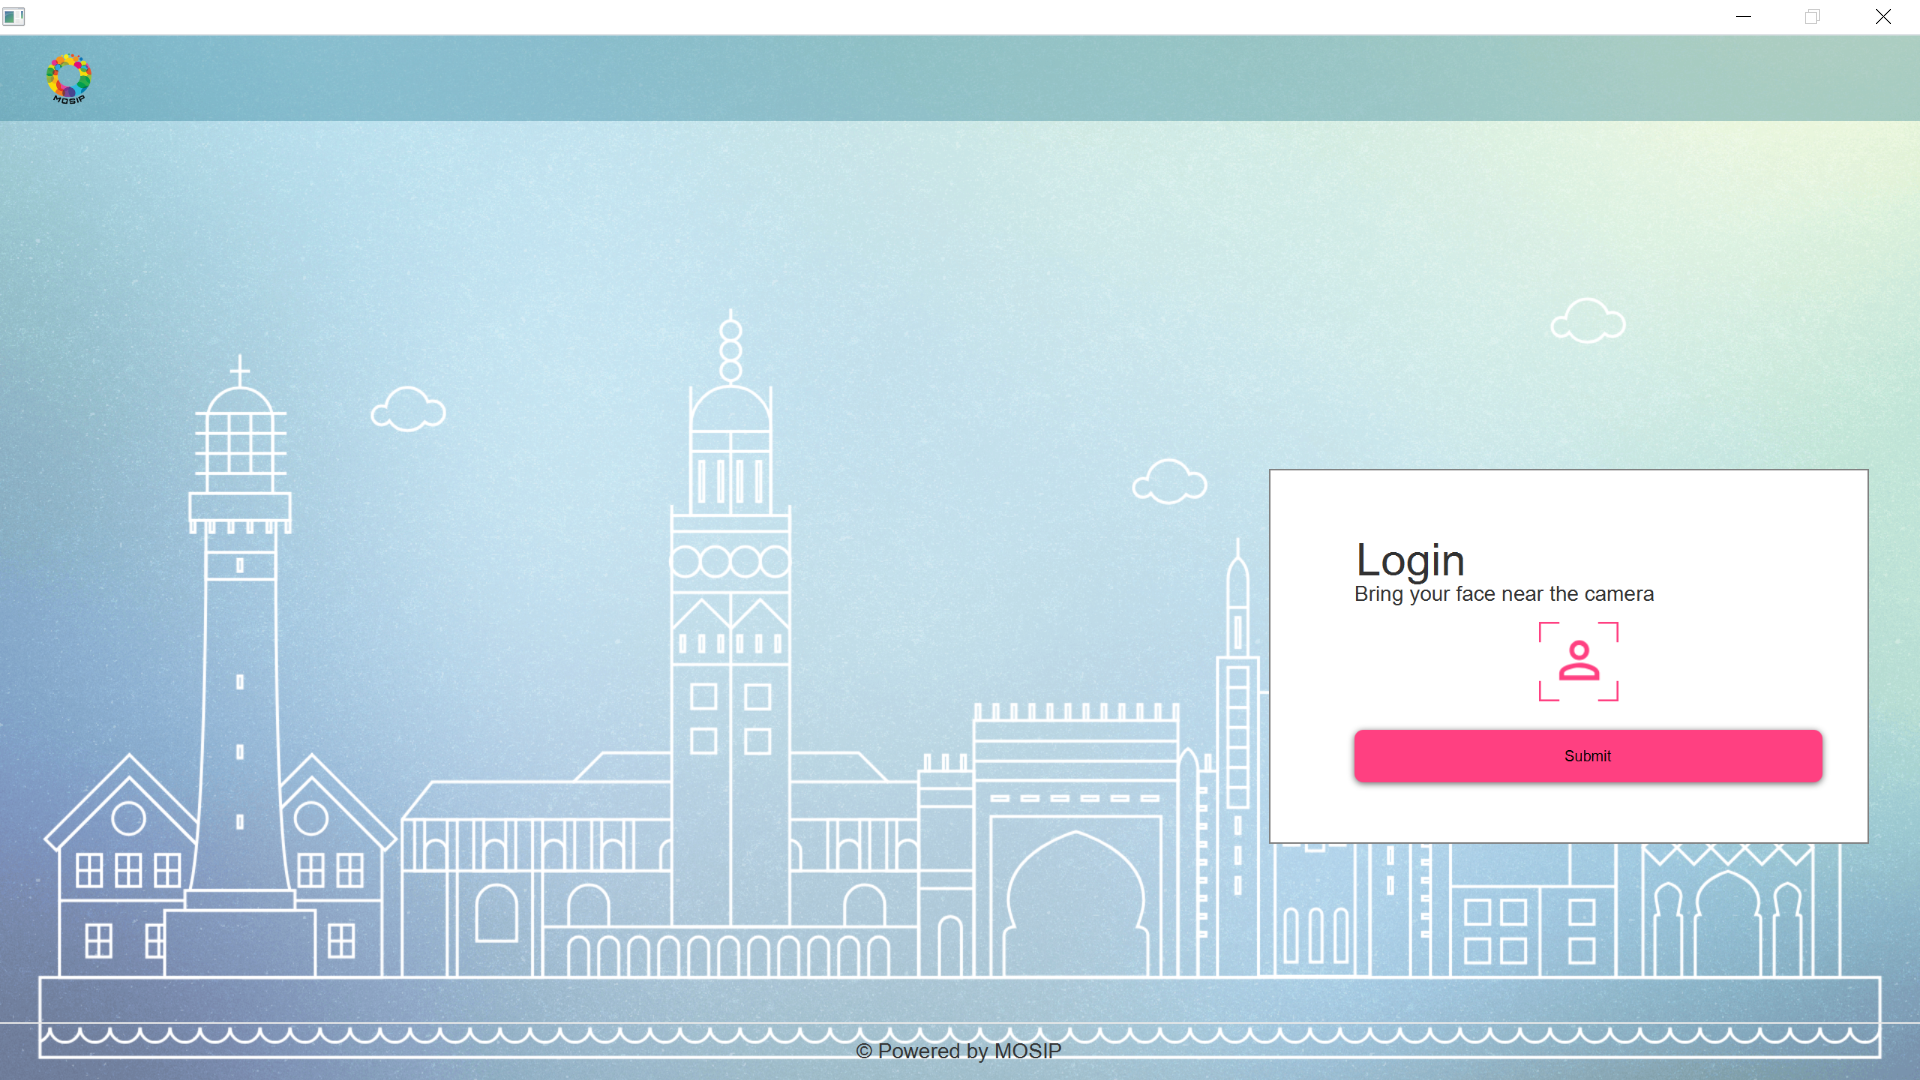 MOSIP
Login
Bring your face near the camera
Submit
© Powered by MOSIP